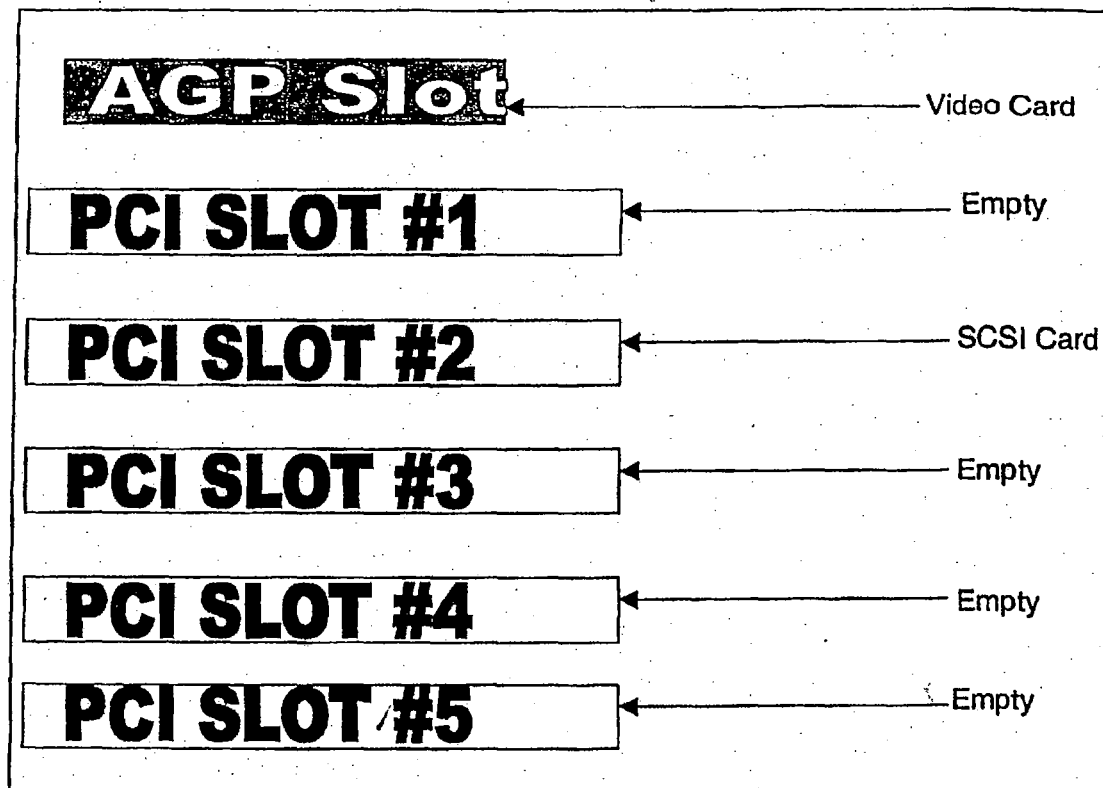 AGP Slot
Video Card
PCI SLOT #1
Empty
PCI SLOT #2
SCSI Card
PCI SLOT #3
Empty
PCI SLOT #4
Empty
PCI SLOT #5
Empty